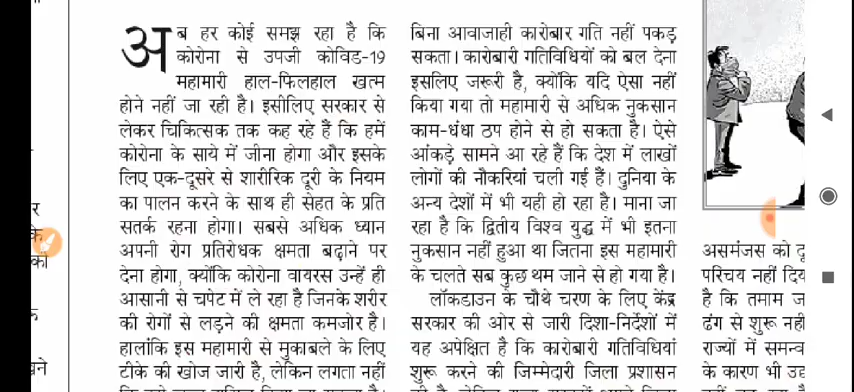 अब हर कोई समझ रहा है कि
कोरोना से उपजी कोविड-19
महामारी हाल-फिलहाल खत्म
होने नहीं जा रही है। इसीलिए सरकार से
लेकर चिकित्सक तक कह रहे हैं कि हमें
कोरोना के साये में जीना होगा और इसके
लिए एक-दूसरे से शारीरिक दूरी के नियम
का पालन करने के साथ ही सेहत के प्रति
सतर्क रहना होगा। सबसे अधिक ध्यान
अपनी रोग प्रतिरोधक क्षमता बढ़ाने पर
देना होगा, क्योंकि कोरोना वायरस उन्हें ही
आसानी से चपेट में ले रहा है जिनके शरीर
की रोगों से लड़ने की क्षमता कमजोर है।
हालांकि इस महामारी से मुकाबले के लिए
टीके की खोज जारी है, लेकिन लगता नहीं
बिना आवाजाही कारोबार गति नहीं पकड़
सकता। कारोबारी गतिविधियों को बल देना
इसलिए जरूरी है, क्योंकि यदि ऐसा नहीं
किया गया तो महामारी से अधिक नुकसान
काम-धंधा ठप होने से हो सकता है। ऐसे
आंकड़े सामने आ रहे हैं कि देश में लाखों
लोगों की नौकरियां चली गई हैं। दुनिया के
अन्य देशों में भी यही हो रहा है। माना जा
रहा है कि द्वितीय विश्व युद्ध में भी इतना
नुकसान नहीं हुआ था जितना इस महामारी
के चलते सब कुछ थम जाने से हो गया है।
लॉकडाउन के चौथे चरण के लिए केंद्र
सरकार की ओर से जारी दिशा-निर्देशों में
यह अपेक्षित है कि कारोबारी गतिविधियां
शुरू करने की जिम्मेदारी जिला प्रशासन
असमंजस को
परिचय नहीं
है कि तमाम
ढंग से शुरू
राज्यों में
के कारण भी